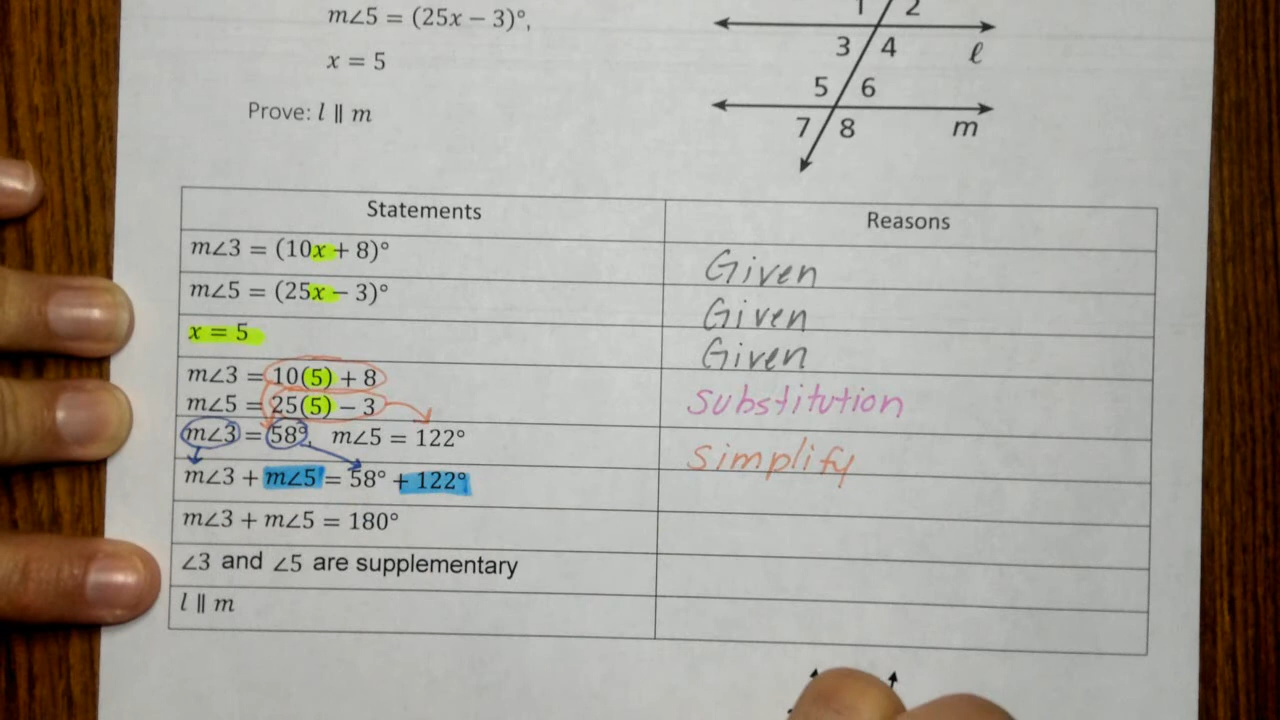 m∠5 = (25x − 3)°,
x = 5
Prove: l ∥ m
1 2
3 4 ℓ
5 6
7 8 m
Statements Reasons
m∠3 = (10x + 8)° Given
m∠5 = (25x − 3)° Given
x = 5 Given
m∠3 = 10(5) + 8
m∠5 = 25(5) − 3 Substitution
m∠3 = 58°, m∠5 = 122° Simplify
m∠3 + m∠5 = 58° + 122°
m∠3 + m∠5 = 180°
∠3 and ∠5 are supplementary
l ∥ m